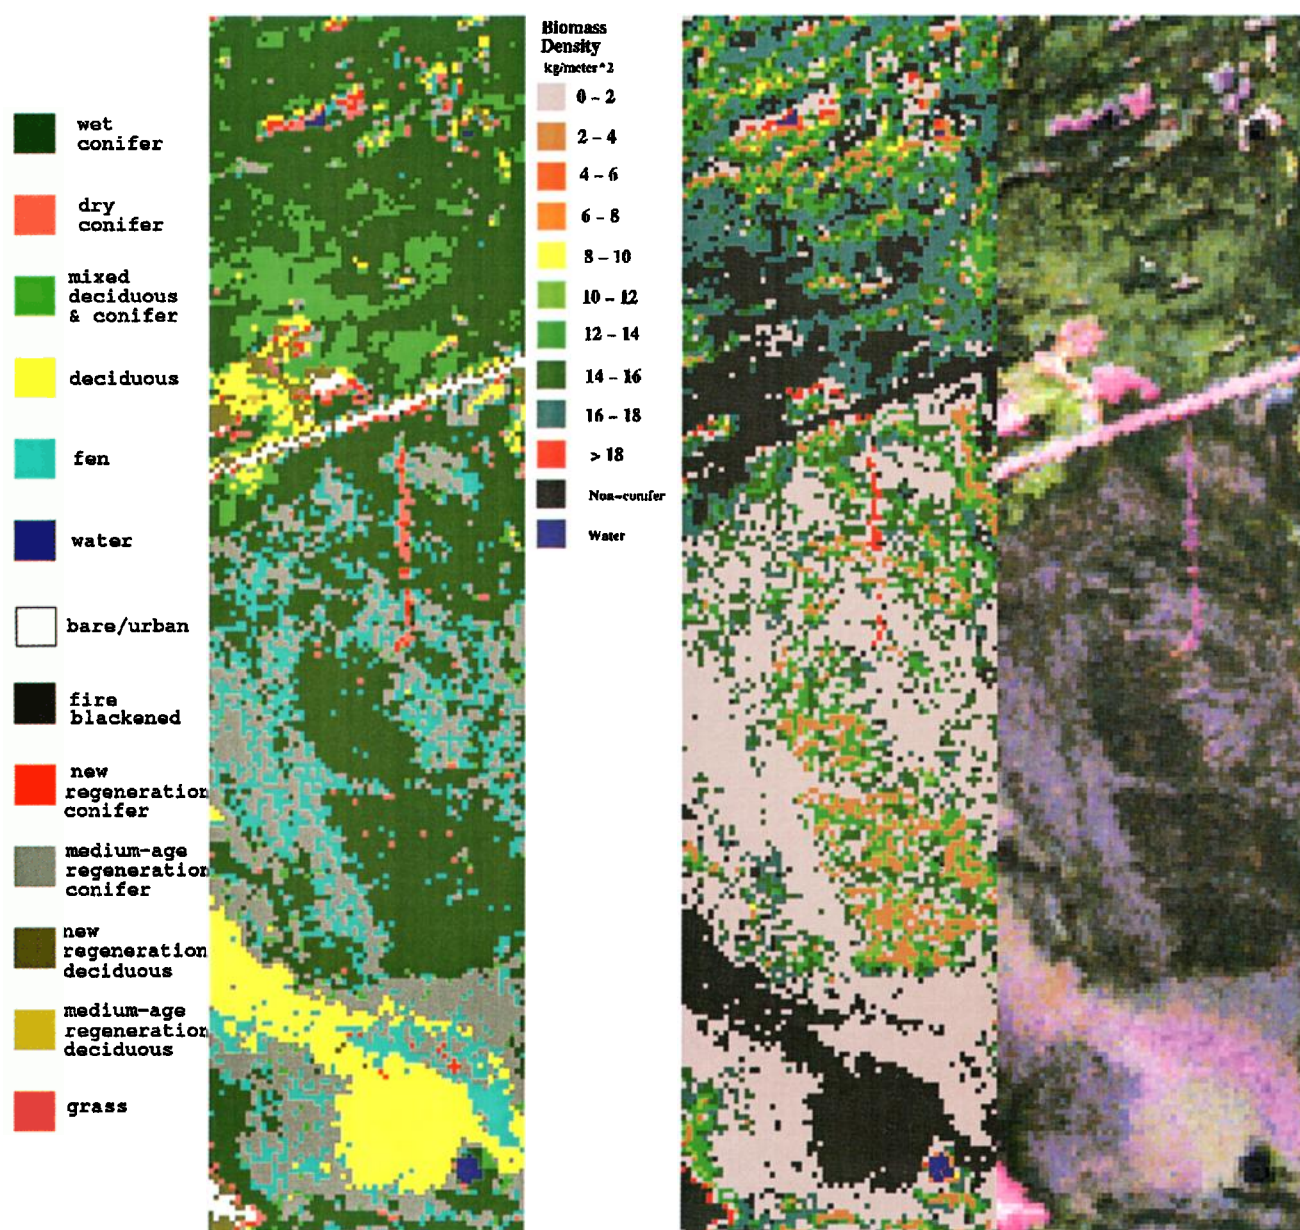 wet
conifer
dry
conifer
mixed
deciduous
& conifer
deciduous
fen
water
bare/urban
fire
blackened
new
regeneration
conifer
medium-age
regeneration
conifer
new
regeneration
deciduous
medium-age
regeneration
deciduous
grass
Biomass
Density
kg/meter^2
0 - 2
2 - 4
4 - 6
6 - 8
8 - 10
10 - 12
12 - 14
14 - 16
16 - 18
> 18
Non-conifer
Water